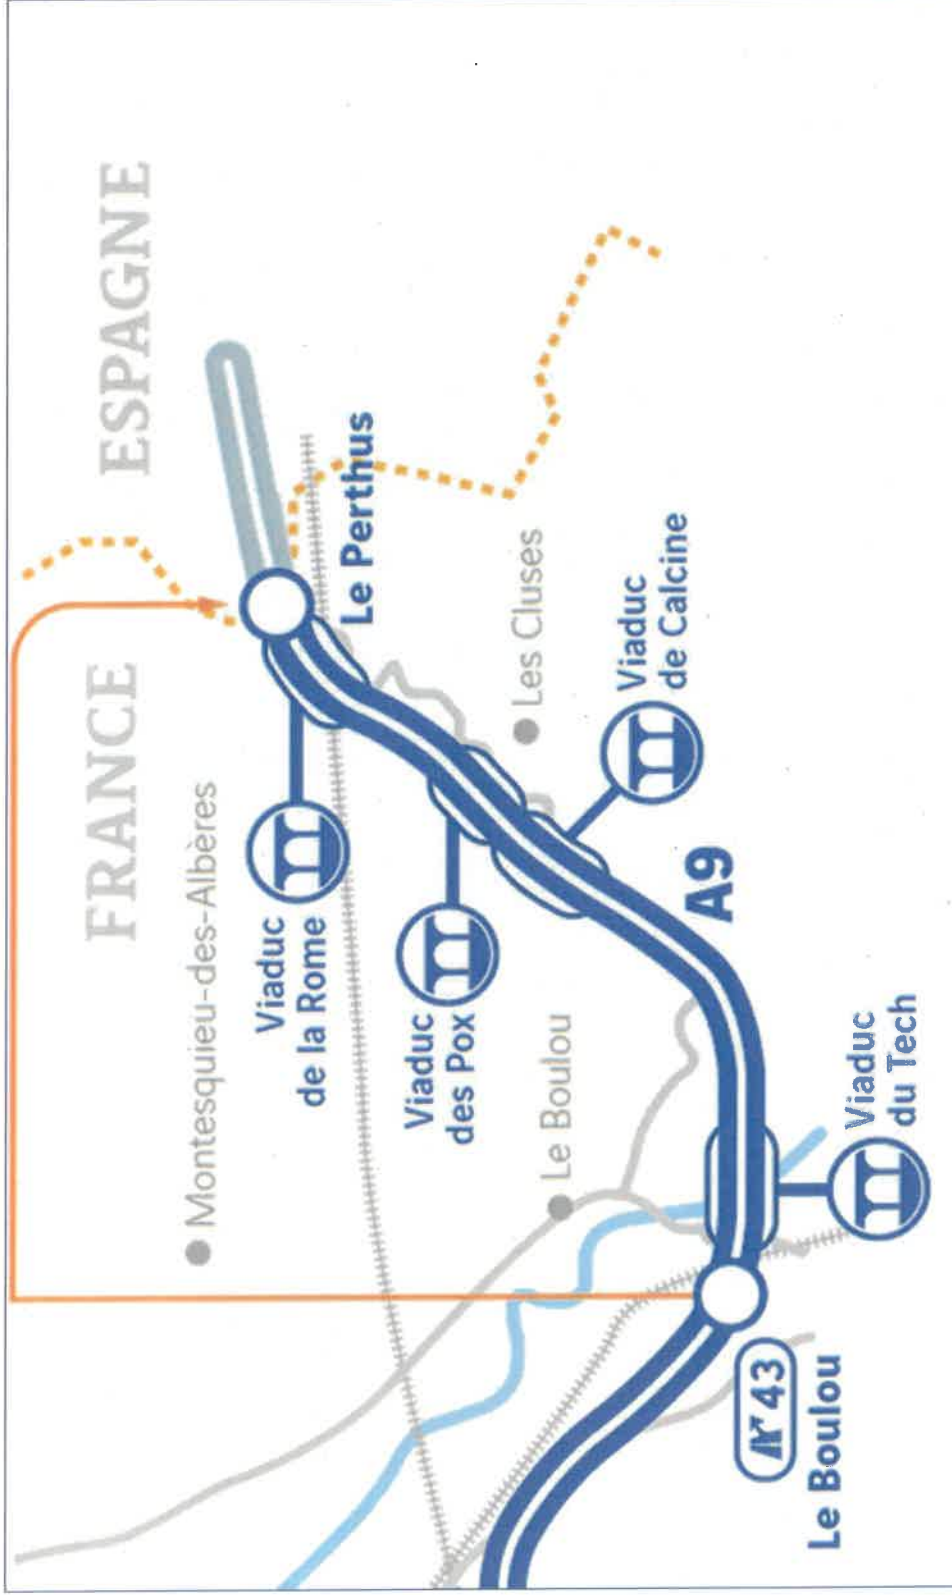 FRANCE
ESPAGNE
Montesquieu-des-Albères
Viaduc
de la Rome
Le Perthus
Viaduc
des Pox
Le Boulou
Les Cluses
Viaduc
de Calcine
A9
43
Le Boulou
Viaduc
du Tech